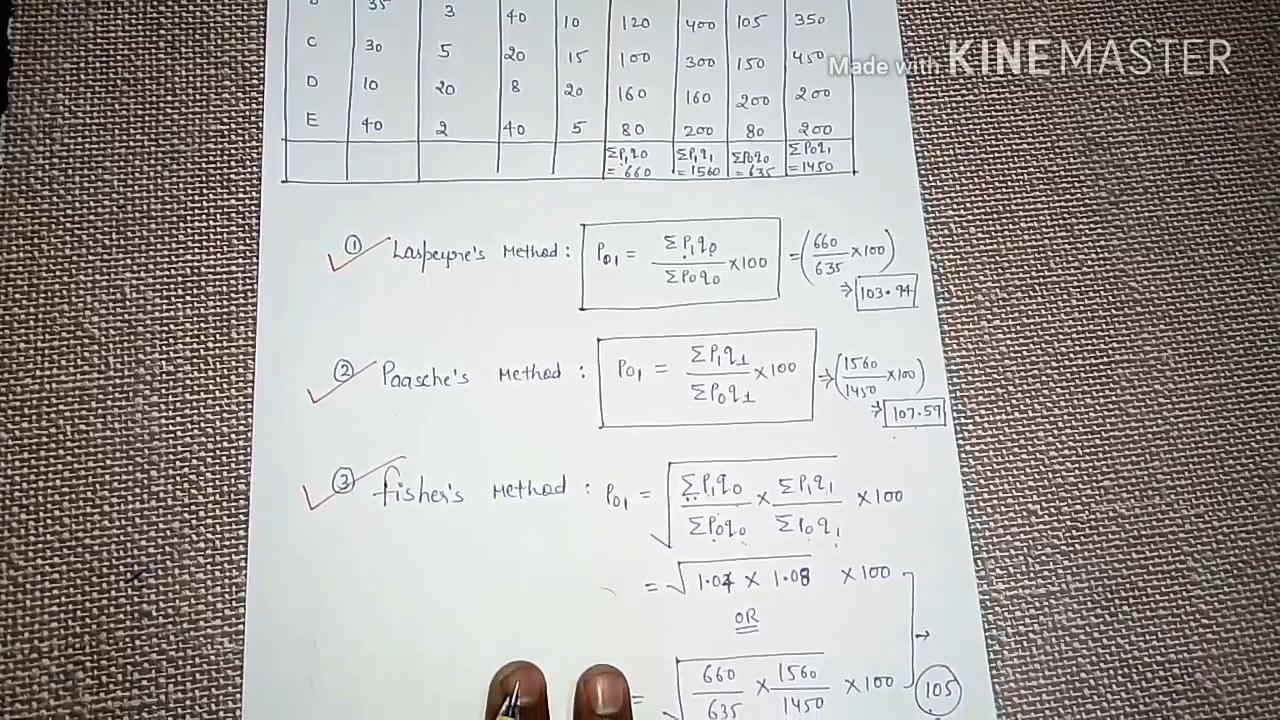 35 3 40 10 120 400 105 350
C 30 5 20 15 100 300 150 450
Made with KINEMASTER
D 10 20 8 20 160 160 200 200
E 40 2 40 5 80 200 80 200
ΣP₁q₀ = 660 ΣP₁q₁ = 1560 ΣP₀q₀ = 635 ΣP₀q₁ = 1450
① Laspeyre's Method : P₀₁ = ΣP₁q₀ / ΣP₀q₀ ×100 = (660/635 ×100)
⇒ 103.94
② Paasche's Method : P₀₁ = ΣP₁q₁ / ΣP₀q₁ ×100 ⇒ (1560/1450 ×100)
⇒ 107.59
③ fisher's Method : P₀₁ = √(ΣP₁q₀ / ΣP₀q₀ × ΣP₁q₁ / ΣP₀q₁) ×100
= √(1.04 × 1.08) ×100
OR
= √(660/635 × 1560/1450) ×100 → 105